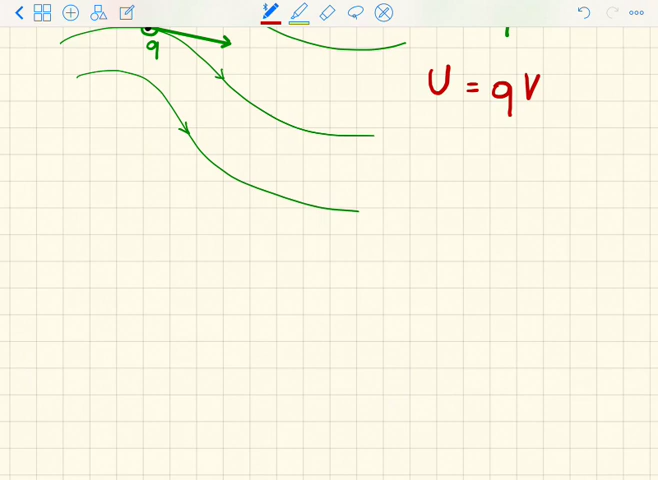 q
U = qV